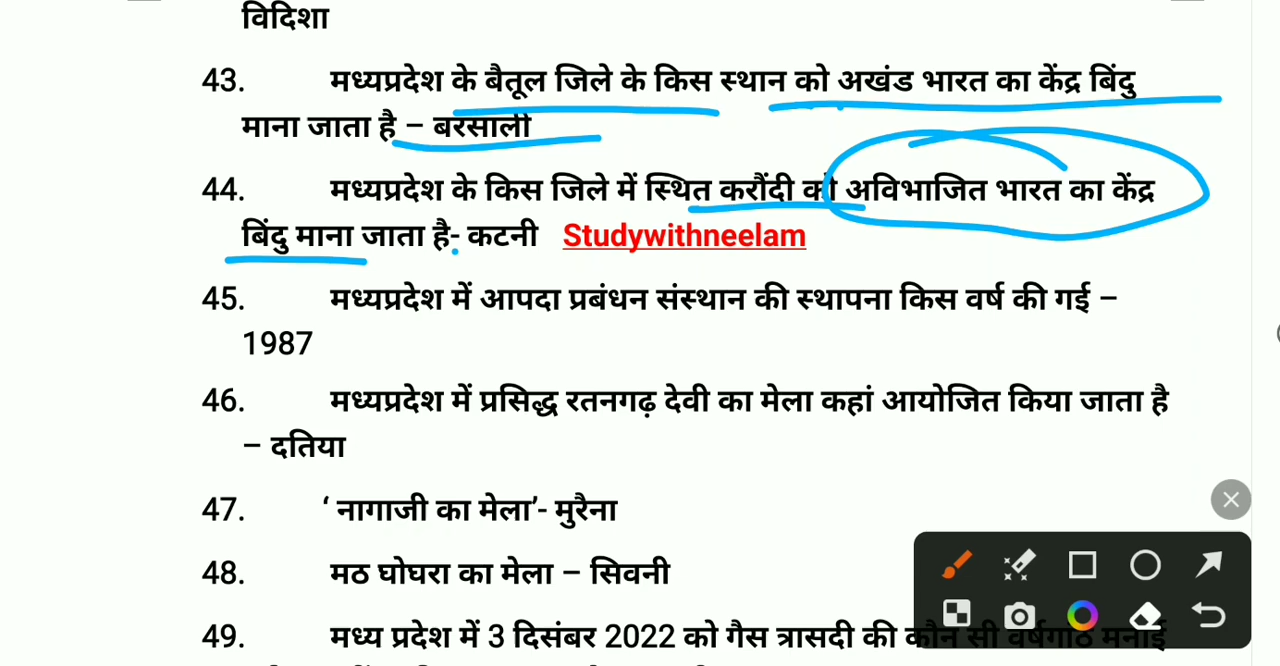 विदिशा
43. मध्यप्रदेश के बैतूल जिले के किस स्थान को अखंड भारत का केंद्र बिंदु
माना जाता है – बरसाली
44. मध्यप्रदेश के किस जिले में स्थित करौंदी को अविभाजित भारत का केंद्र
बिंदु माना जाता है- कटनी Studywithneelam
45. मध्यप्रदेश में आपदा प्रबंधन संस्थान की स्थापना किस वर्ष की गई –
1987
46. मध्यप्रदेश में प्रसिद्ध रतनगढ़ देवी का मेला कहां आयोजित किया जाता है
– दतिया
47. ‘ नागाजी का मेला’- मुरैना
48. मठ घोघरा का मेला – सिवनी
49. मध्य प्रदेश में 3 दिसंबर 2022 को गैस त्रासदी की कौन सी वर्षगांठ मनाई